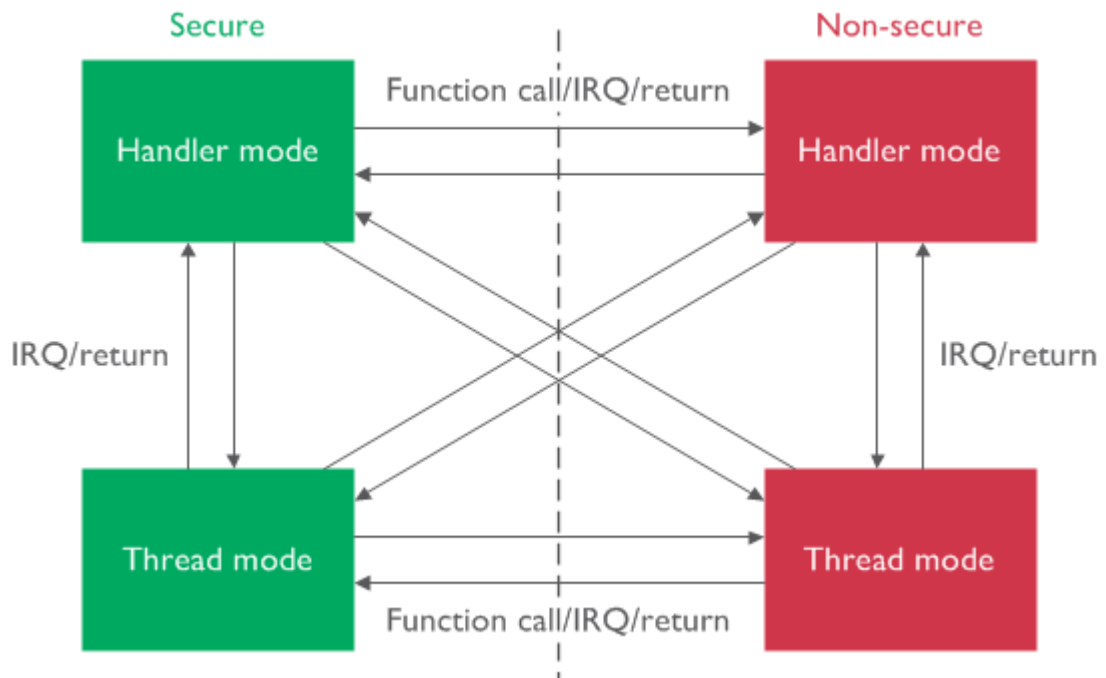 Secure
Non-secure
Function call/IRQ/return
Handler mode
Handler mode
IRQ/return
IRQ/return
Thread mode
Thread mode
Function call/IRQ/return